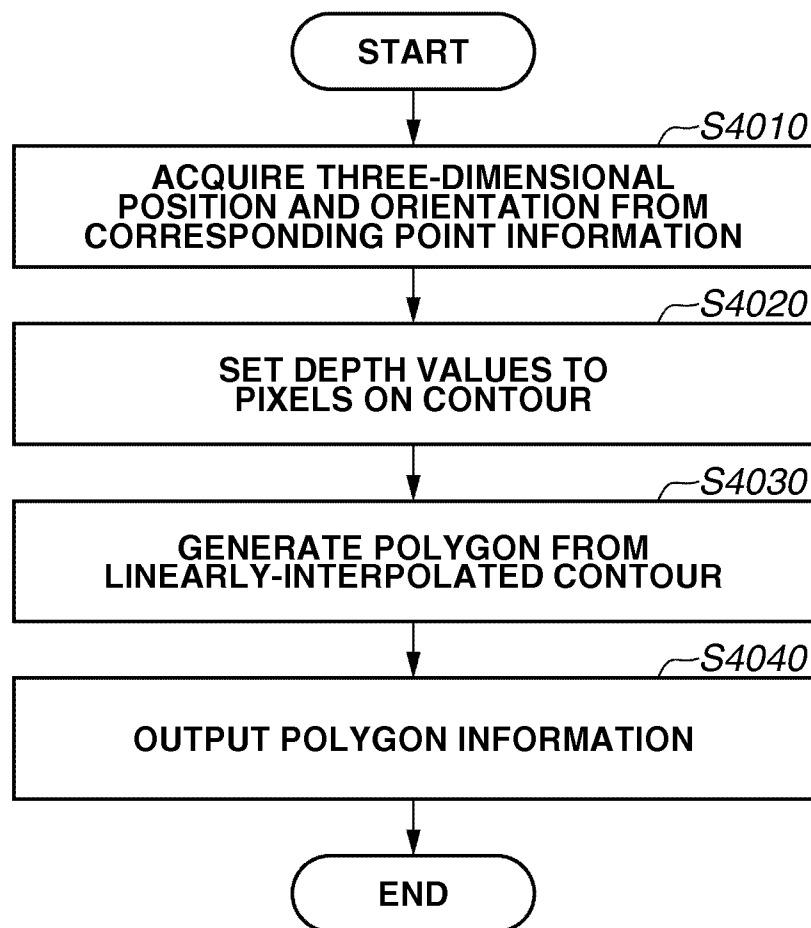 START
S4010
ACQUIRE THREE-DIMENSIONAL
POSITION AND ORIENTATION FROM
CORRESPONDING POINT INFORMATION
S4020
SET DEPTH VALUES TO
PIXELS ON CONTOUR
S4030
GENERATE POLYGON FROM
LINEARLY-INTERPOLATED CONTOUR
S4040
OUTPUT POLYGON INFORMATION
END